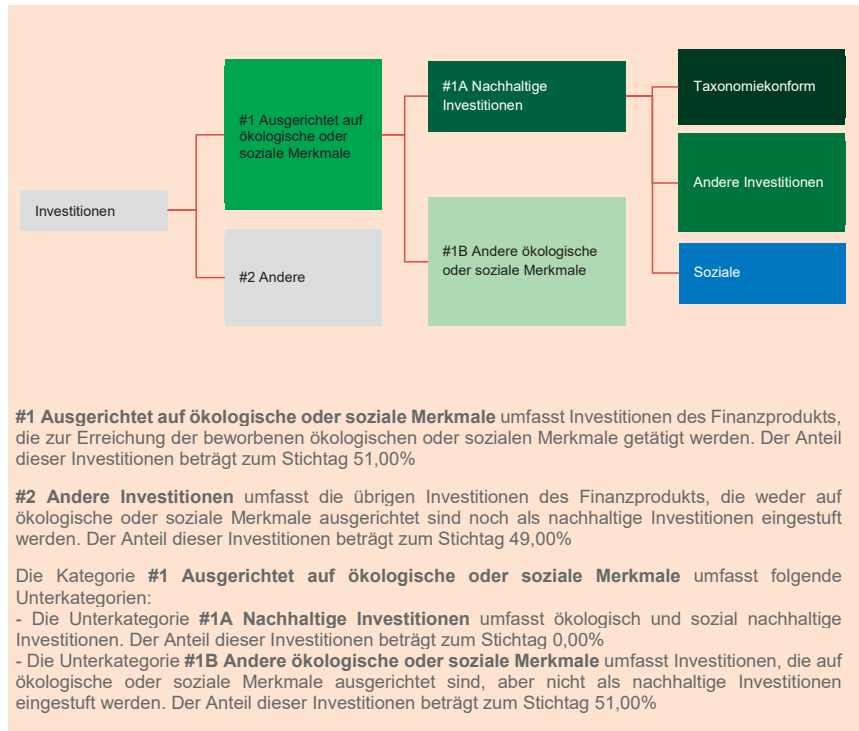 #1 Ausgerichtet auf
ökologische oder
soziale Merkmale
#1A Nachhaltige
Investitionen
Taxonomiekonform
Andere Investitionen
Investitionen
#2 Andere
#1B Andere ökologische
oder soziale Merkmale
Soziale
#1 Ausgerichtet auf ökologische oder soziale Merkmale umfasst Investitionen des Finanzprodukts,
die zur Erreichung der beworbenen ökologischen oder sozialen Merkmale getätigt werden. Der Anteil
dieser Investitionen beträgt zum Stichtag 51,00%
#2 Andere Investitionen umfasst die übrigen Investitionen des Finanzprodukts, die weder auf
ökologische oder soziale Merkmale ausgerichtet sind noch als nachhaltige Investitionen eingestuft
werden. Der Anteil dieser Investitionen beträgt zum Stichtag 49,00%
Die Kategorie #1 Ausgerichtet auf ökologische oder soziale Merkmale umfasst folgende
Unterkategorien:
- Die Unterkategorie #1A Nachhaltige Investitionen umfasst ökologisch und sozial nachhaltige
Investitionen. Der Anteil dieser Investitionen beträgt zum Stichtag 0,00%
- Die Unterkategorie #1B Andere ökologische oder soziale Merkmale umfasst Investitionen, die auf
ökologische oder soziale Merkmale ausgerichtet sind, aber nicht als nachhaltige Investitionen
eingestuft werden. Der Anteil dieser Investitionen beträgt zum Stichtag 51,00%